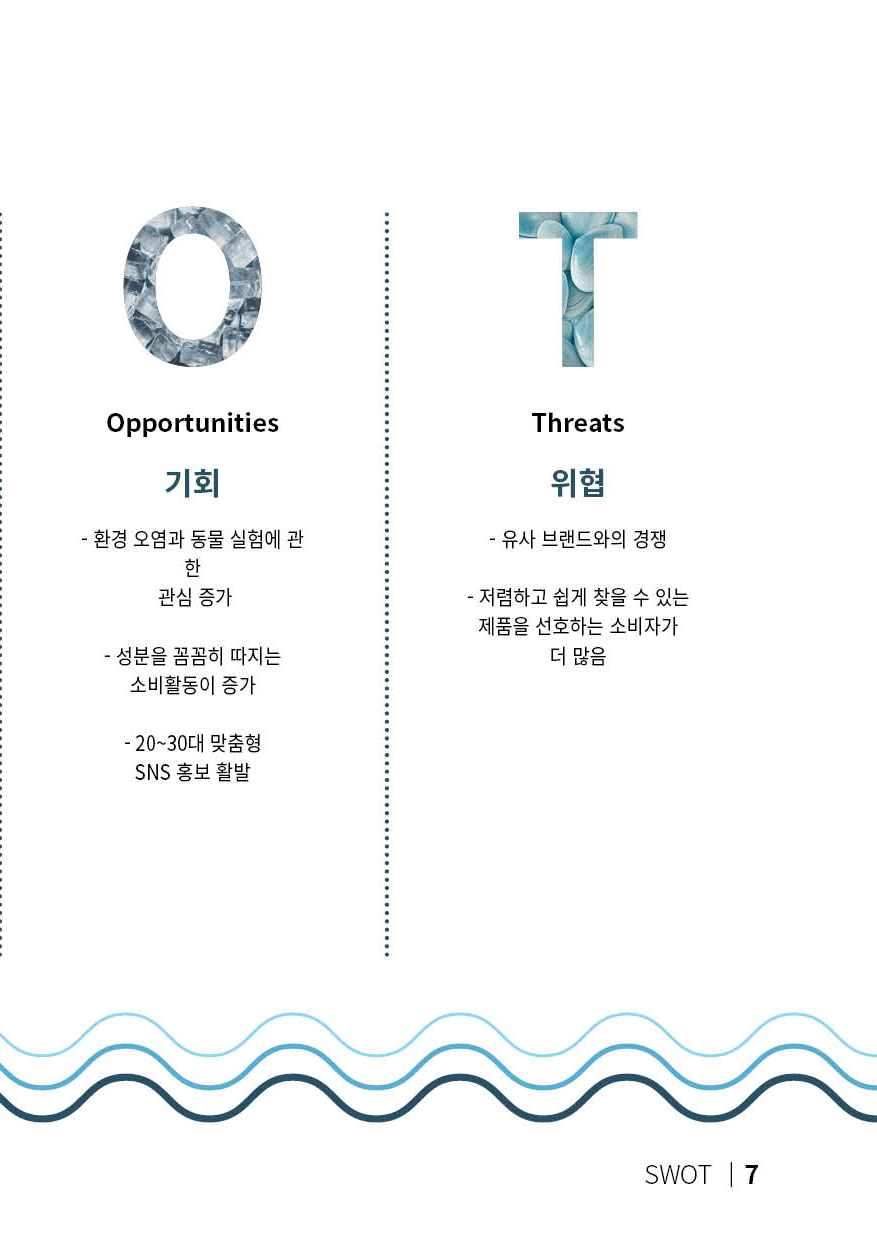 O
Opportunities
기회
- 환경 오염과 동물 실험에 관
한
관심 증가
- 성분을 꼼꼼히 따지는
소비활동이 증가
- 20~30대 맞춤형
SNS 홍보 활발
T
Threats
위협
- 유사 브랜드와의 경쟁
- 저렴하고 쉽게 찾을 수 있는
제품을 선호하는 소비자가
더 많음
SWOT | 7